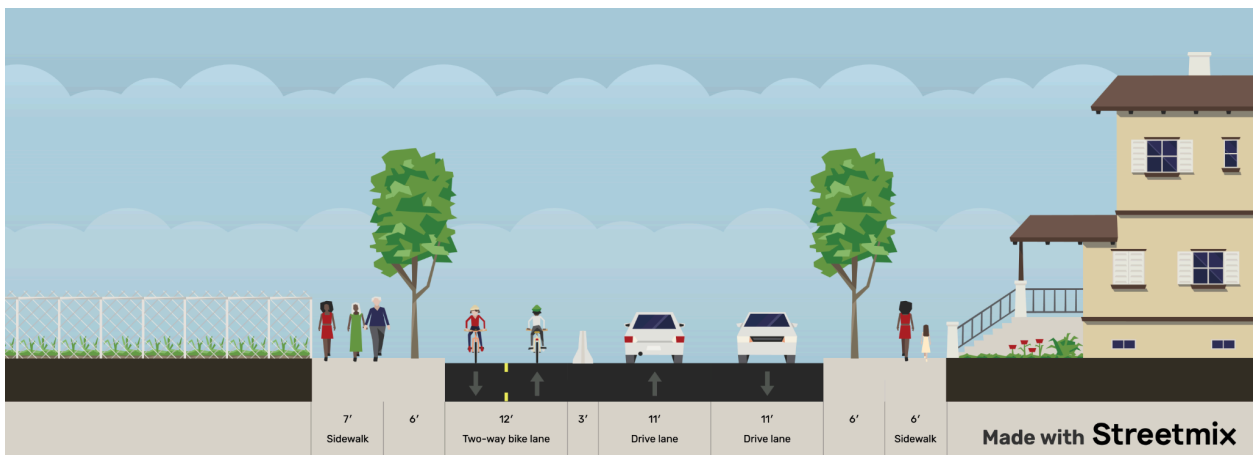 7′
6′
12′
3′
11′
11′
6′
6′
Sidewalk
Two-way bike lane
Drive lane
Drive lane
Sidewalk
Made with Streetmix